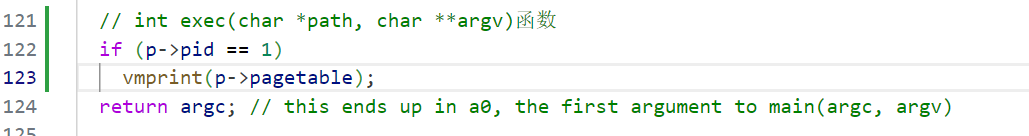 121 // int exec(char *path, char **argv)函数
122 if (p->pid == 1)
123 vmprint(p->pagetable);
124 return argc; // this ends up in a0, the first argument to main(argc, argv)
125